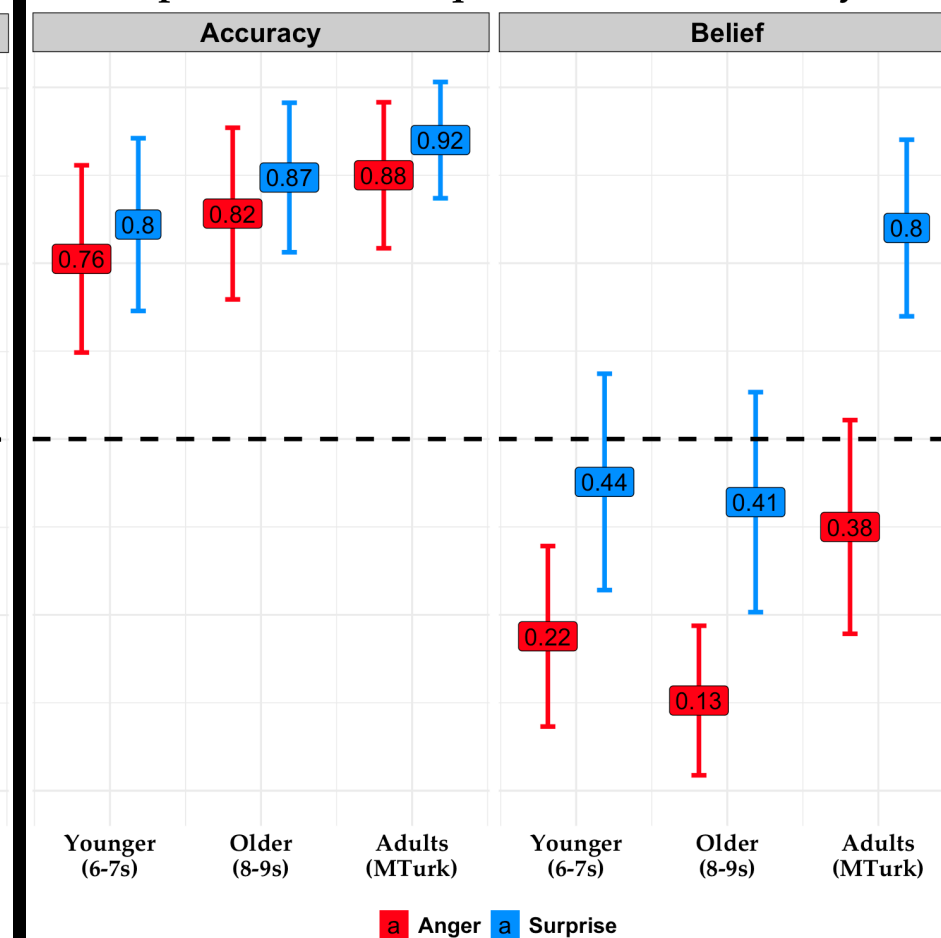 Accuracy Belief
0.92
0.87 0.88
0.8 0.82 0.8
0.76
0.44 0.41
0.38
0.22
0.13
Younger Older Adults Younger Older Adults
(6-7s) (8-9s) (MTurk) (6-7s) (8-9s) (MTurk)
a Anger a Surprise